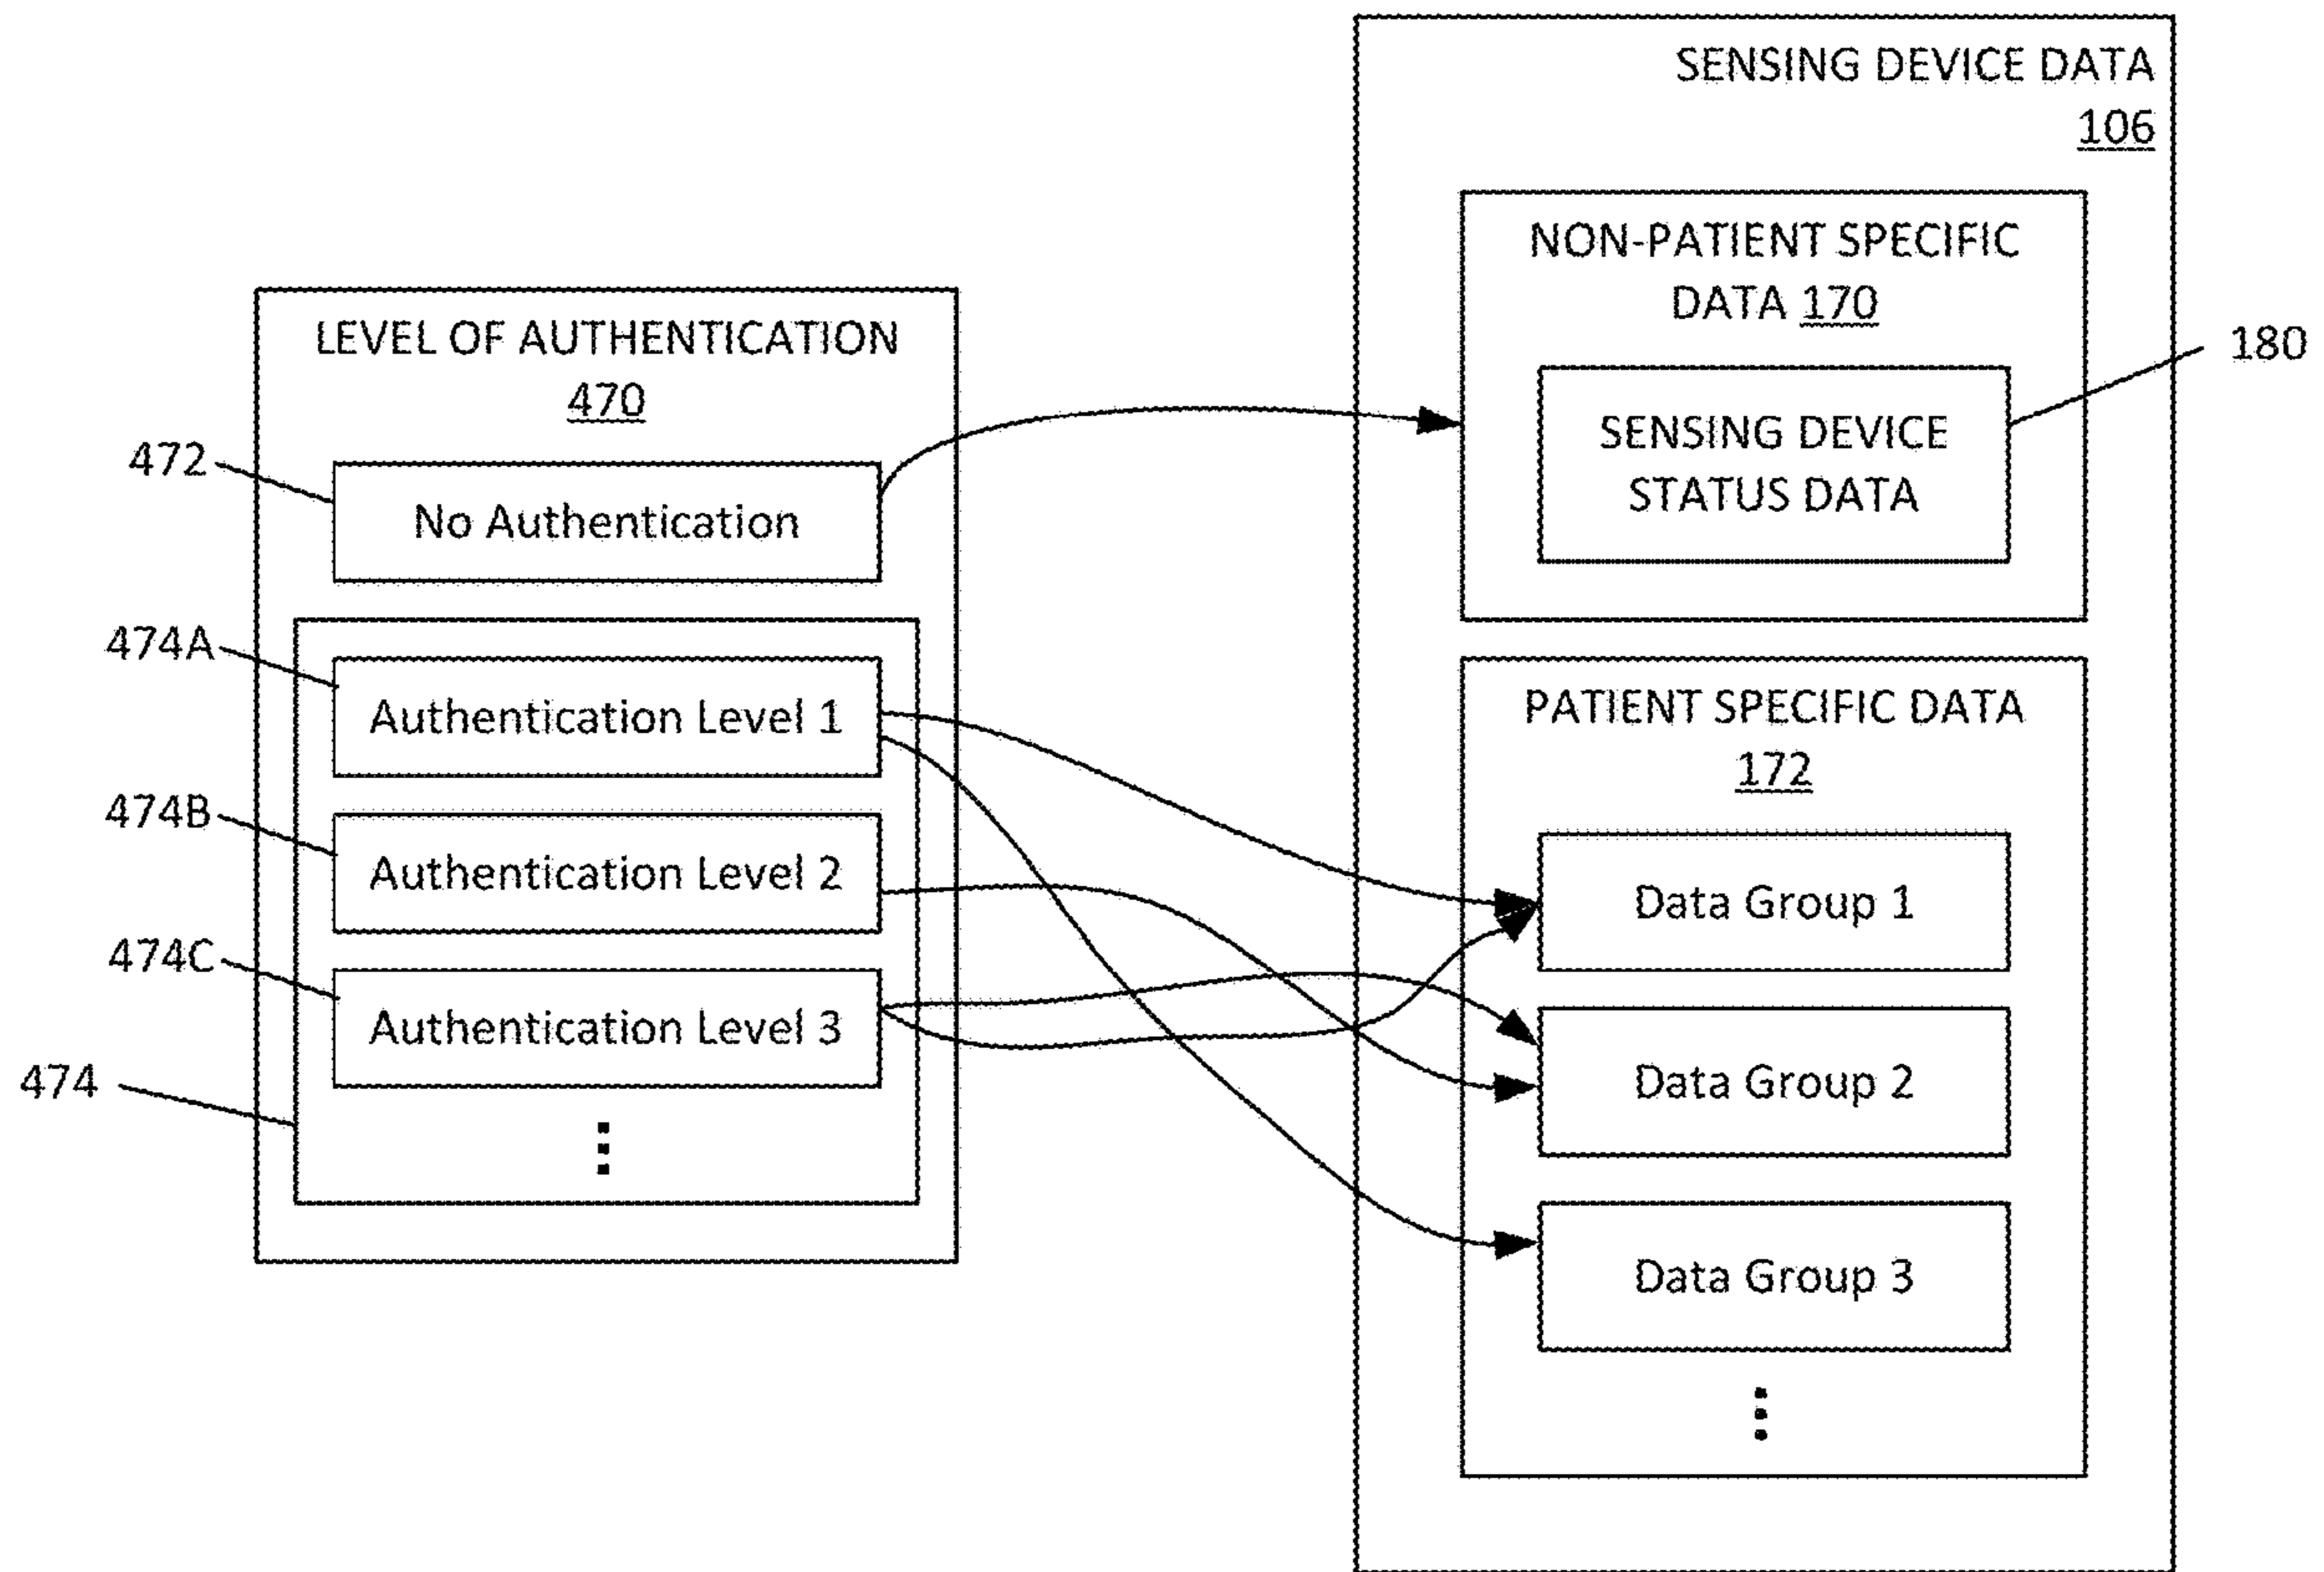 SENSING DEVICE DATA
106
NON-PATIENT SPECIFIC
DATA 170
180
SENSING DEVICE
STATUS DATA
LEVEL OF AUTHENTICATION
470
472
No Authentication
474A
Authentication Level 1
474B
Authentication Level 2
474C
Authentication Level 3
474
PATIENT SPECIFIC DATA
172
Data Group 1
Data Group 2
Data Group 3